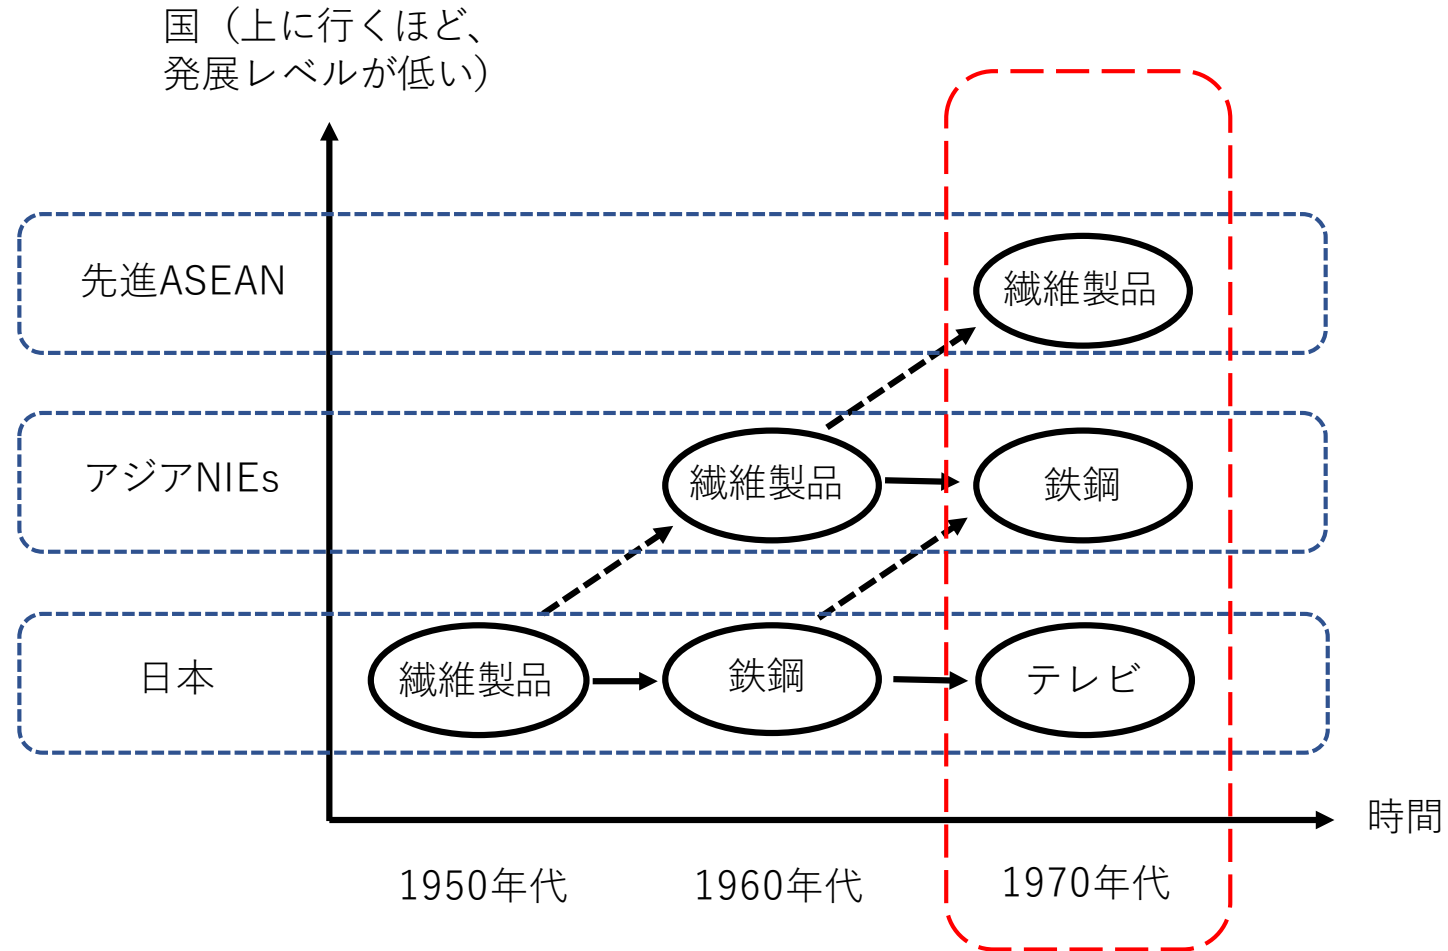 国（上に行くほど、
発展レベルが低い）
先進ASEAN
繊維製品
アジアNIEs
繊維製品
鉄鋼
日本
繊維製品
鉄鋼
テレビ
時間
1950年代
1960年代
1970年代